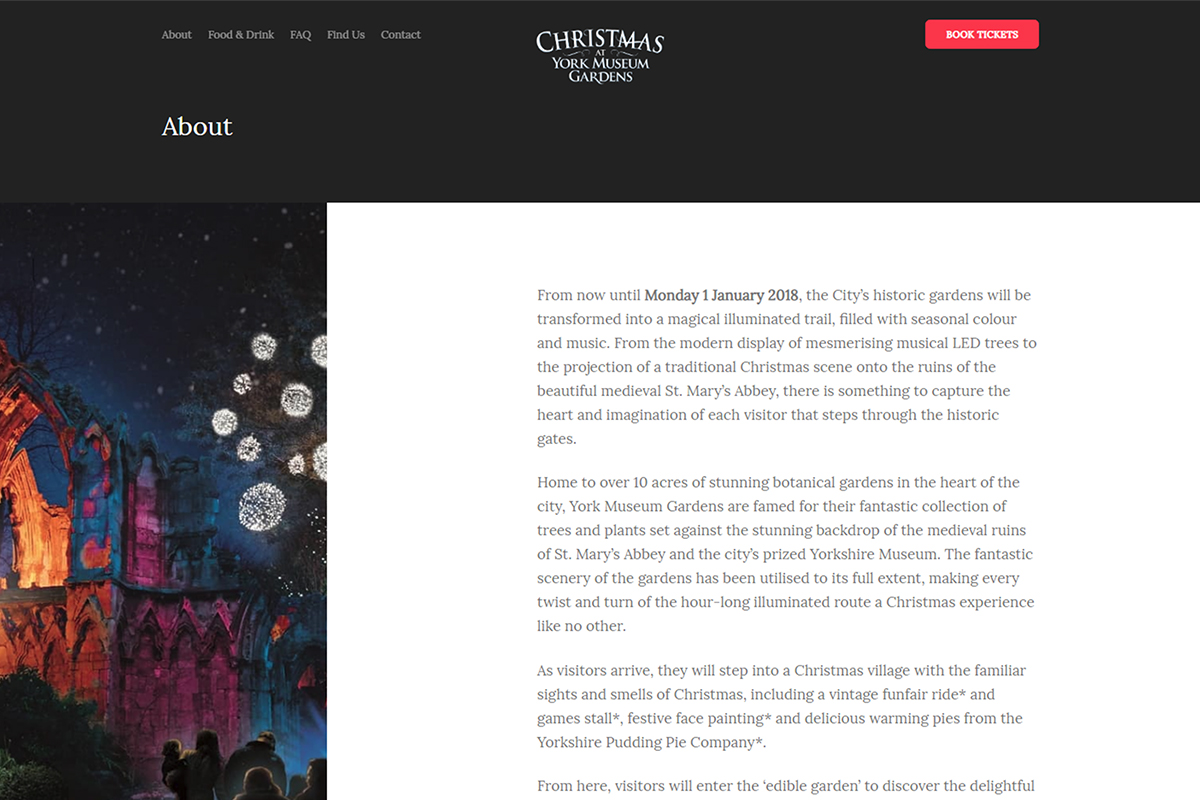 About Food & Drink FAQ Find Us Contact
CHRISTMAS
AT
YORK MUSEUM
GARDENS
BOOK TICKETS
About
From now until Monday 1 January 2018, the City’s historic gardens will be
transformed into a magical illuminated trail, filled with seasonal colour
and music. From the modern display of mesmerising musical LED trees to
the projection of a traditional Christmas scene onto the ruins of the
beautiful medieval St. Mary’s Abbey, there is something to capture the
heart and imagination of each visitor that steps through the historic
gates.
Home to over 10 acres of stunning botanical gardens in the heart of the
city, York Museum Gardens are famed for their fantastic collection of
trees and plants set against the stunning backdrop of the medieval ruins
of St. Mary’s Abbey and the city’s prized Yorkshire Museum. The fantastic
scenery of the gardens has been utilised to its full extent, making every
twist and turn of the hour-long illuminated route a Christmas experience
like no other.
As visitors arrive, they will step into a Christmas village with the familiar
sights and smells of Christmas, including a vintage funfair ride* and
games stall*, festive face painting* and delicious warming pies from the
Yorkshire Pudding Pie Company*.
From here, visitors will enter the ‘edible garden’ to discover the delightful